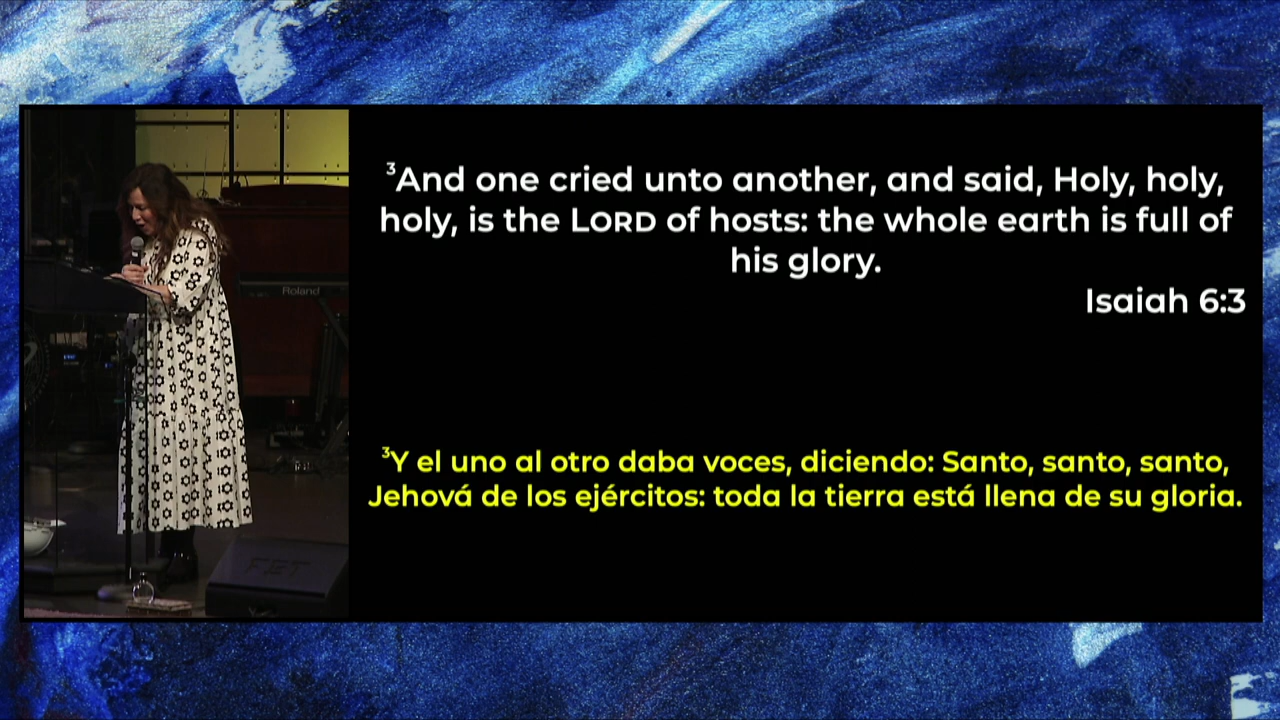 ³And one cried unto another, and said, Holy, holy,
holy, is the LORD of hosts: the whole earth is full of
his glory.
Isaiah 6:3
³Y el uno al otro daba voces, diciendo: Santo, santo, santo,
Jehová de los ejércitos: toda la tierra está llena de su gloria.
Roland
FET